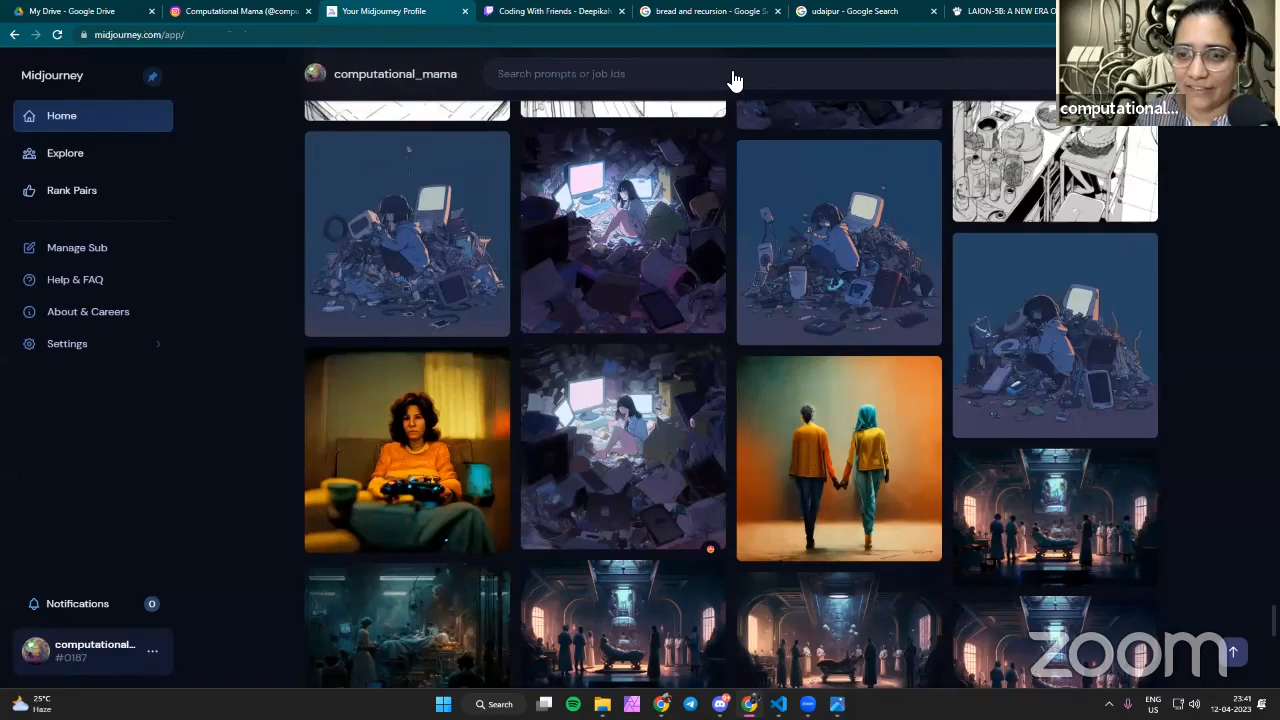 My Drive - Google Drive
Computational Mama (@compu
Your Midjourney Profile
Coding With Friends - Deepikah
bread and recursion - Google S
udaipur - Google Search
LAION-5B: A NEW ERA O
midjourney.com/app/
Midjourney
computational_mama
Search prompts or job ids
computational...
Home
Explore
Rank Pairs
Manage Sub
Help & FAQ
About & Careers
Settings
Notifications
0
computational...
#0187
zoom
25°C
Haze
Search
ENG
US
23:41
12-04-2023